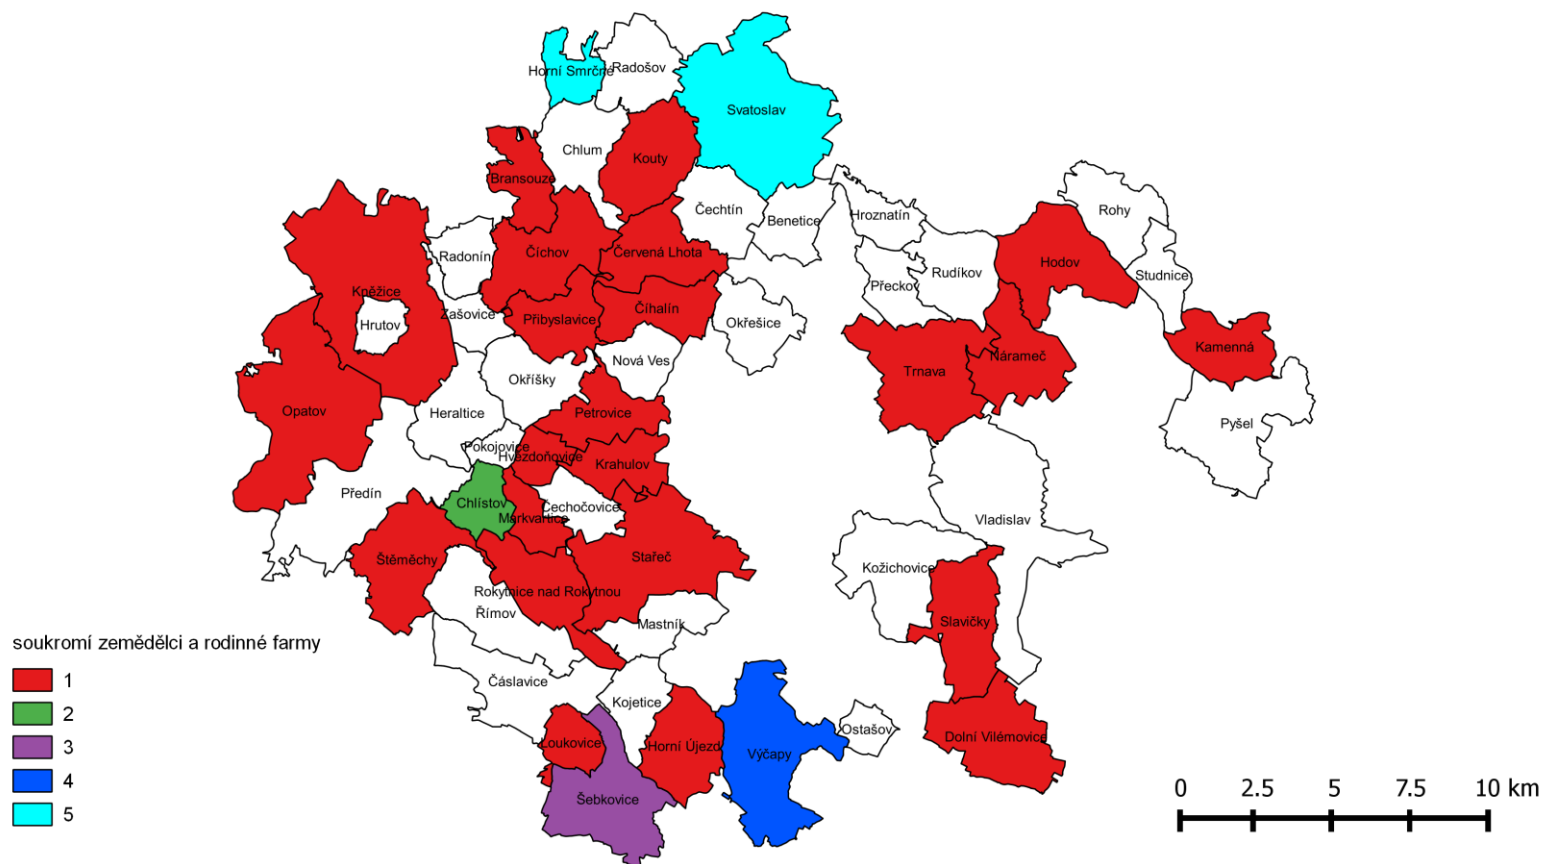 Horní Smrčné
Radošov
Svatoslav
Chlum
Kouty
Bransouze
Čechtín
Benetice
Hroznatín
Rohy
Radonín
Číchov
Červená Lhota
Přeckov
Rudíkov
Hodov
Studnice
Kněžice
Hrutov
Zašovice
Přibyslavice
Číhalín
Okřešice
Kamenná
Nová Ves
Trnava
Nárameč
Okříšky
Opatov
Heraltice
Petrovice
Pyšel
Pokojovice
Hvězdoňovice
Krahulov
Předín
Chlístov
Čechočovice
Markvartice
Vladislav
Štěměchy
Stařeč
Kožichovice
Rokytnice nad Rokytnou
Římov
Mastník
Slavičky
Čáslavice
Kojetice
Ostašov
Loukovice
Horní Újezd
Výčapy
Dolní Vilémovice
Šebkovice
soukromí zemědělci a rodinné farmy
1
2
3
4
5
0 2.5 5 7.5 10 km